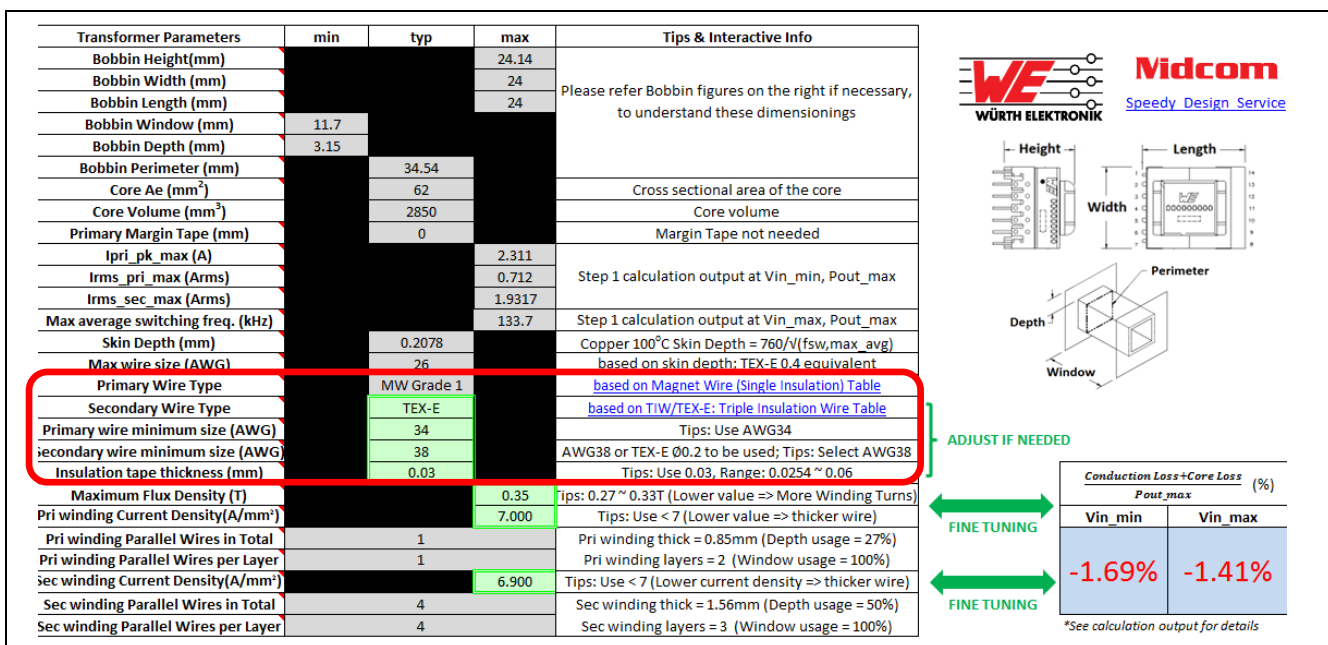 Transformer Parameters min typ max Tips & Interactive Info
Bobbin Height(mm) 24.14
Bobbin Width (mm) 24
Bobbin Length (mm) 24
Please refer Bobbin figures on the right if necessary,
to understand these dimensionings
Bobbin Window (mm) 11.7
Bobbin Depth (mm) 3.15
Bobbin Perimeter (mm) 34.54
Core Ae (mm²) 62 Cross sectional area of the core
Core Volume (mm³) 2850 Core volume
Primary Margin Tape (mm) 0 Margin Tape not needed
Ipri_pk_max (A) 2.311
Irms_pri_max (Arms) 0.712 Step 1 calculation output at Vin_min, Pout_max
Irms_sec_max (Arms) 1.9317
Max average switching freq. (kHz) 133.7 Step 1 calculation output at Vin_max, Pout_max
Skin Depth (mm) 0.2078 Copper 100⁰C Skin Depth = 760/√(fsw,max_avg)
Max wire size (AWG) 26 based on skin depth; TEX-E 0.4 equivalent
Primary Wire Type MW Grade 1 based on Magnet Wire (Single Insulation) Table
Secondary Wire Type TEX-E based on TIW/TEX-E: Triple Insulation Wire Table
Primary wire minimum size (AWG) 34 Tips: Use AWG34
Secondary wire minimum size (AWG) 38 AWG38 or TEX-E Ø0.2 to be used; Tips: Select AWG38
Insulation tape thickness (mm) 0.03 Tips: Use 0.03, Range: 0.0254 ~ 0.06
Maximum Flux Density (T) 0.35 Tips: 0.27 ~ 0.33T (Lower value => More Winding Turns)
Pri winding Current Density(A/mm²) 7.000 Tips: Use < 7 (Lower value => thicker wire)
Pri winding Parallel Wires in Total 1 Pri winding thick = 0.85mm (Depth usage = 27%)
Pri winding Parallel Wires per Layer 1 Pri winding layers = 2 (Window usage = 100%)
Sec winding Current Density(A/mm²) 6.900 Tips: Use < 7 (Lower current density => thicker wire)
Sec winding Parallel Wires in Total 4 Sec winding thick = 1.56mm (Depth usage = 50%)
Sec winding Parallel Wires per Layer 4 Sec winding layers = 3 (Window usage = 100%)
WE
WÜRTH ELEKTRONIK
Midcom
Speedy Design Service
Height
Length
Width
WE
Perimeter
Depth
Window
ADJUST IF NEEDED
FINE TUNING
FINE TUNING
Conduction Loss+Core Loss
Pout_max
(%)
Vin_min Vin_max
-1.69% -1.41%
*See calculation output for details